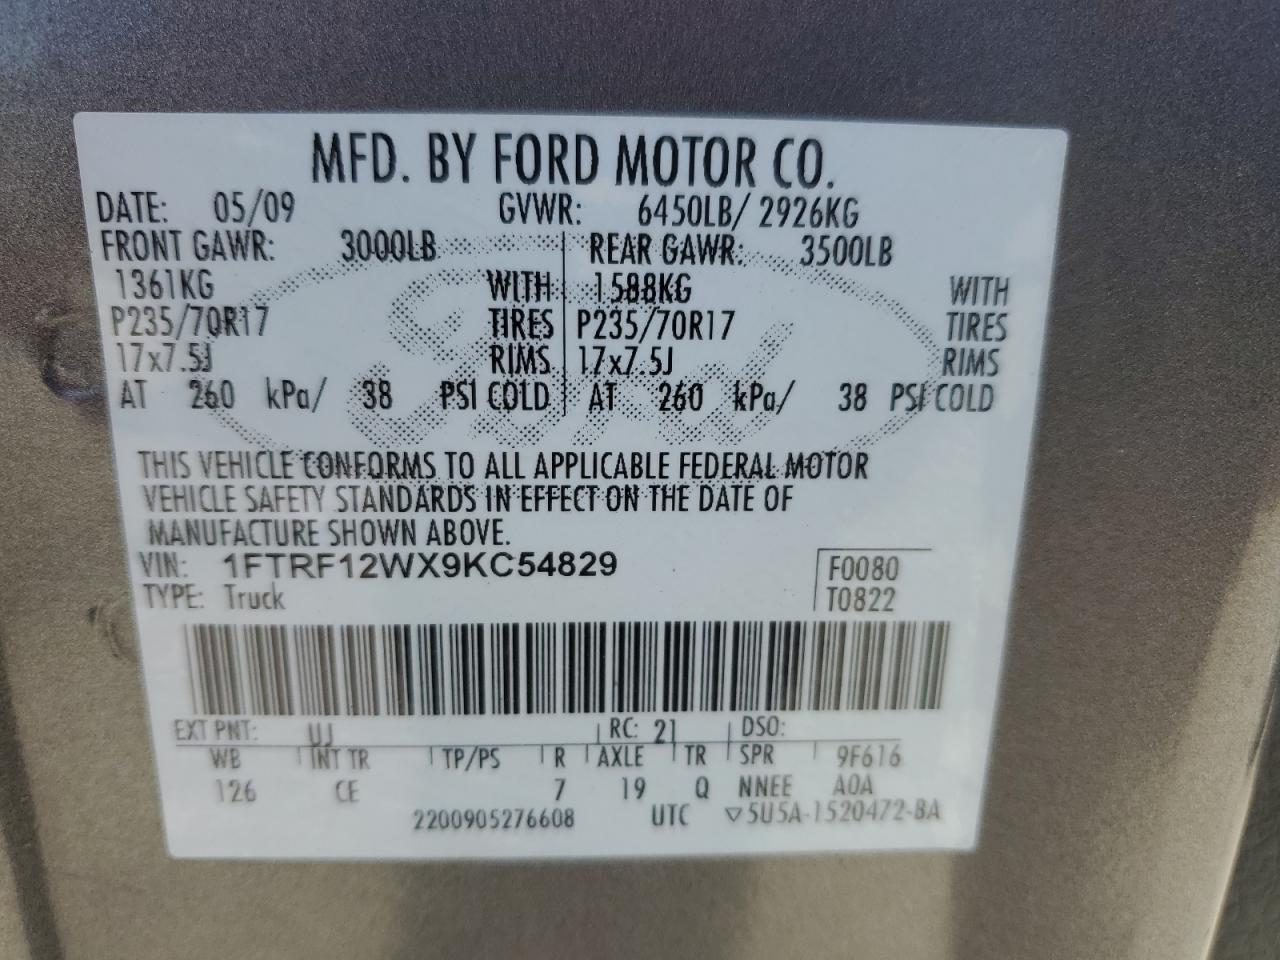 MFD. BY FORD MOTOR CO.
DATE: 05/09 GVWR: 6450LB/ 2926KG
FRONT GAWR: 3000LB REAR GAWR: 3500LB
1361KG WITH 1588KG WITH
P235/70R17 TIRES P235/70R17 TIRES
17x7.5J RIMS 17x7.5J RIMS
AT 260 kPa/ 38 PSI COLD AT 260 kPa/ 38 PSI COLD
Ford
THIS VEHICLE CONFORMS TO ALL APPLICABLE FEDERAL MOTOR
VEHICLE SAFETY STANDARDS IN EFFECT ON THE DATE OF
MANUFACTURE SHOWN ABOVE.
VIN: 1FTRF12WX9KC54829 F0080
TYPE: Truck T0822
EXT PNT: UJ RC: 21 DSO:
WB INT TR TP/PS R AXLE TR SPR 9F616
126 CE 7 19 Q NNEE A0A
2200905276608 UTC ▽5U5A-1520472-BA